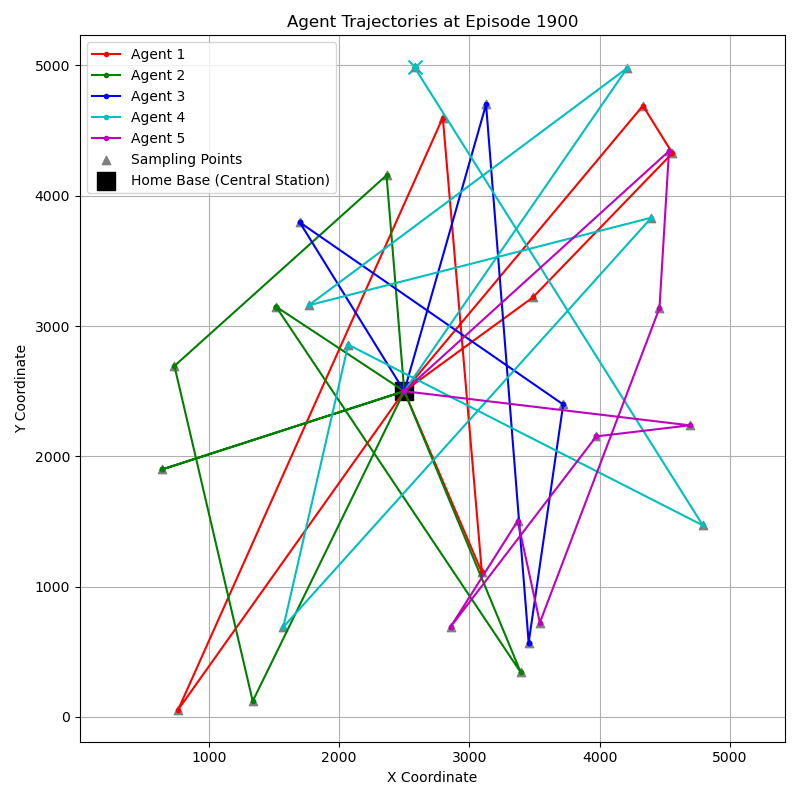 Agent Trajectories at Episode 1900
Agent 1
Agent 2
Agent 3
Agent 4
Agent 5
Sampling Points
Home Base (Central Station)
Y Coordinate
5000
4000
3000
2000
1000
0
1000 2000 3000 4000 5000
X Coordinate